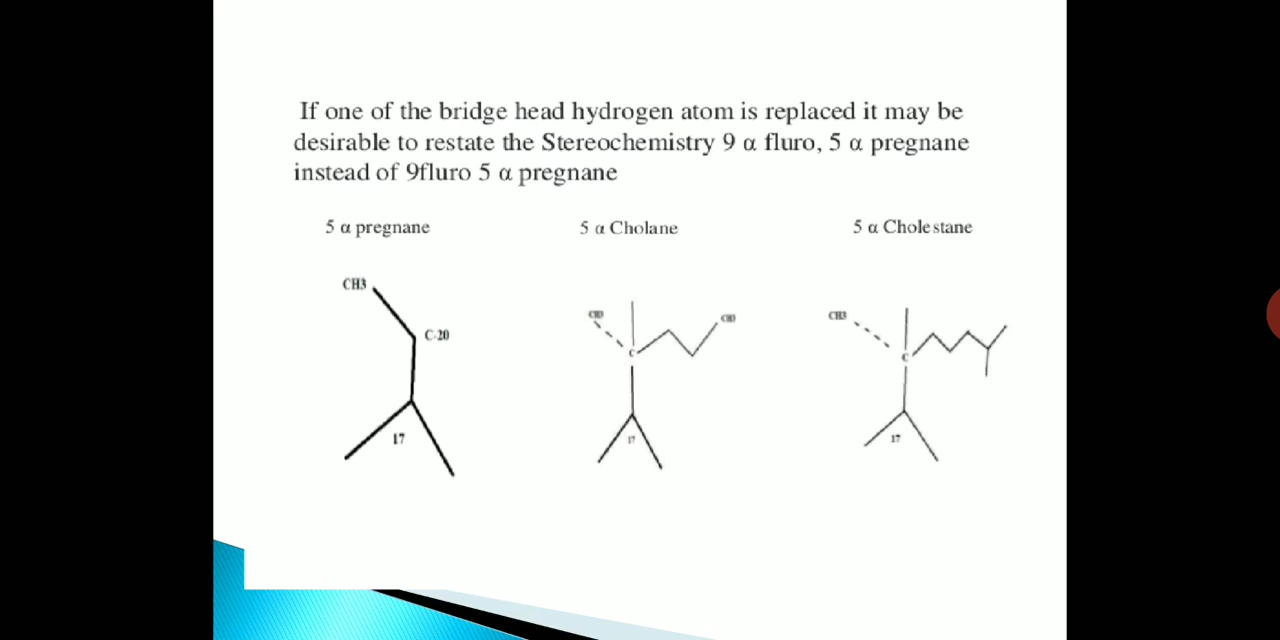 If one of the bridge head hydrogen atom is replaced it may be
desirable to restate the Stereochemistry 9 α fluro, 5 α pregnane
instead of 9fluro 5 α pregnane
5 α pregnane
5 α Cholane
5 α Cholestane
CH3
C-20
17
C
17
CH3
C
17